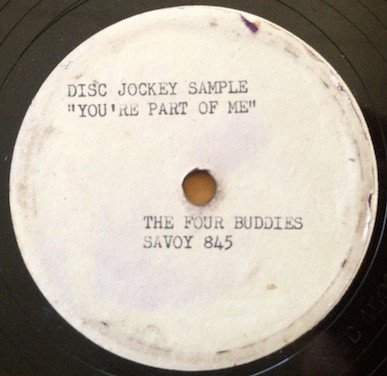 DISC JOCKEY SAMPLE
"YOU'RE PART OF ME"
THE FOUR BUDDIES
SAVOY 845